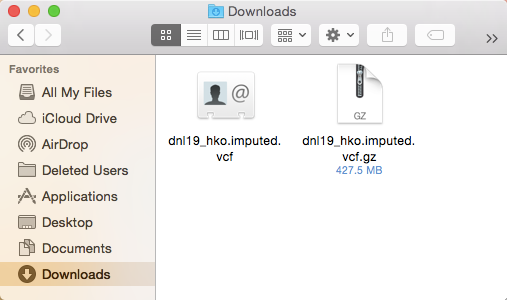 Downloads
Favorites
All My Files
iCloud Drive
AirDrop
Deleted Users
Applications
Desktop
Documents
Downloads
@
dnl19_hko.imputed.
vcf
GZ
dnl19_hko.imputed.
vcf.gz
427.5 MB